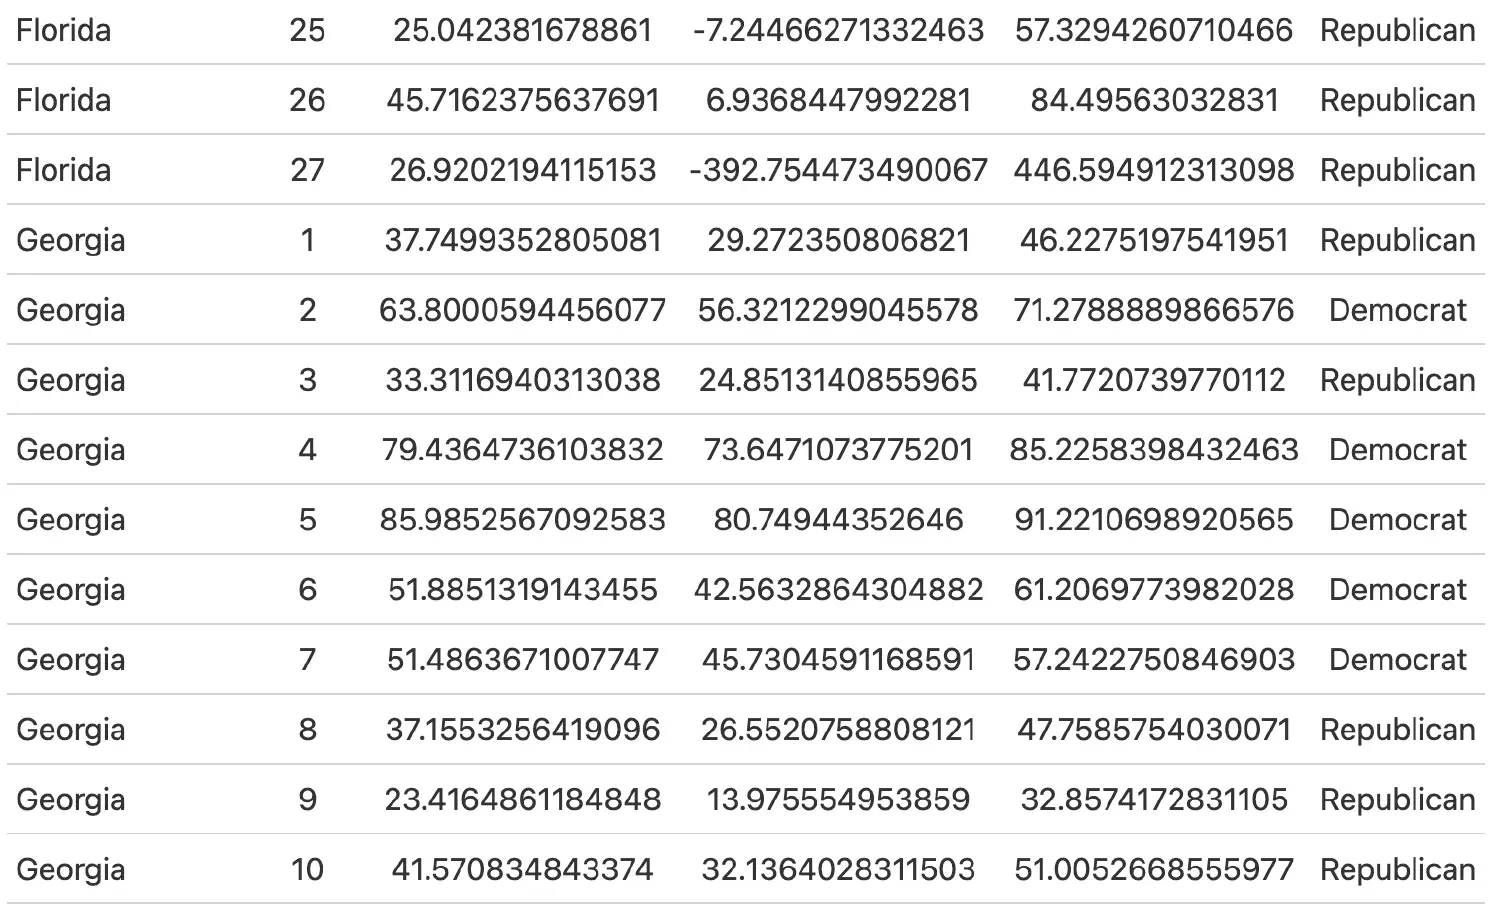 Florida 25 25.042381678861 -7.24466271332463 57.3294260710466 Republican
Florida 26 45.7162375637691 6.9368447992281 84.49563032831 Republican
Florida 27 26.9202194115153 -392.754473490067 446.594912313098 Republican
Georgia 1 37.7499352805081 29.272350806821 46.2275197541951 Republican
Georgia 2 63.8000594456077 56.3212299045578 71.2788889866576 Democrat
Georgia 3 33.3116940313038 24.8513140855965 41.7720739770112 Republican
Georgia 4 79.4364736103832 73.6471073775201 85.2258398432463 Democrat
Georgia 5 85.9852567092583 80.74944352646 91.2210698920565 Democrat
Georgia 6 51.8851319143455 42.5632864304882 61.2069773982028 Democrat
Georgia 7 51.4863671007747 45.7304591168591 57.2422750846903 Democrat
Georgia 8 37.1553256419096 26.5520758808121 47.7585754030071 Republican
Georgia 9 23.4164861184848 13.975554953859 32.8574172831105 Republican
Georgia 10 41.570834843374 32.1364028311503 51.0052668555977 Republican